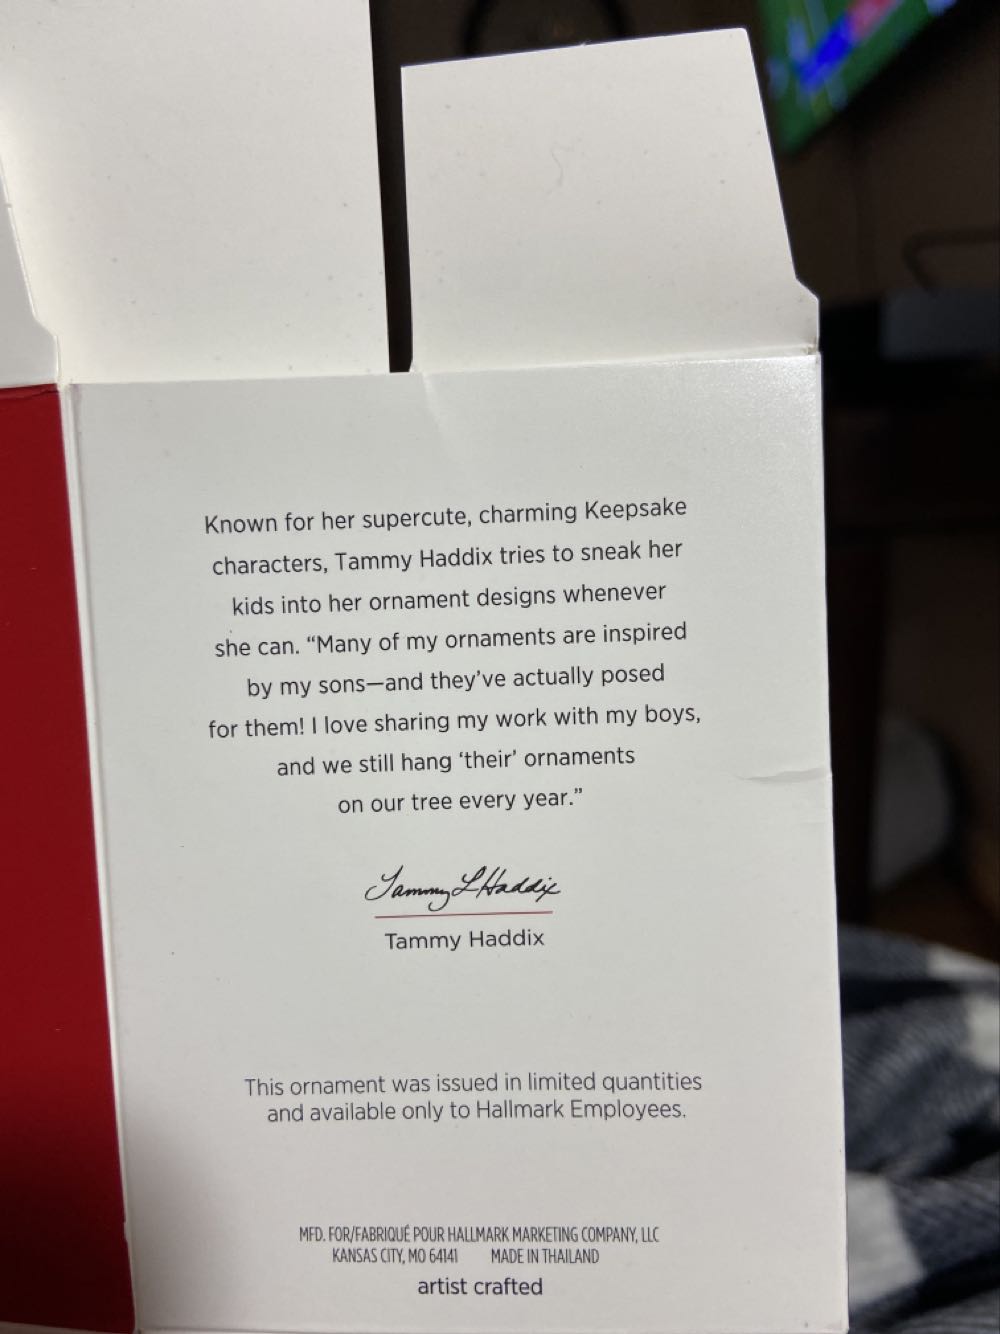 Known for her supercute, charming Keepsake
characters, Tammy Haddix tries to sneak her
kids into her ornament designs whenever
she can. “Many of my ornaments are inspired
by my sons—and they’ve actually posed
for them! I love sharing my work with my boys,
and we still hang ‘their’ ornaments
on our tree every year.”
Tammy L Haddix
Tammy Haddix
This ornament was issued in limited quantities
and available only to Hallmark Employees.
MFD. FOR/FABRIQUÉ POUR HALLMARK MARKETING COMPANY, LLC
KANSAS CITY, MO 64141 MADE IN THAILAND
artist crafted